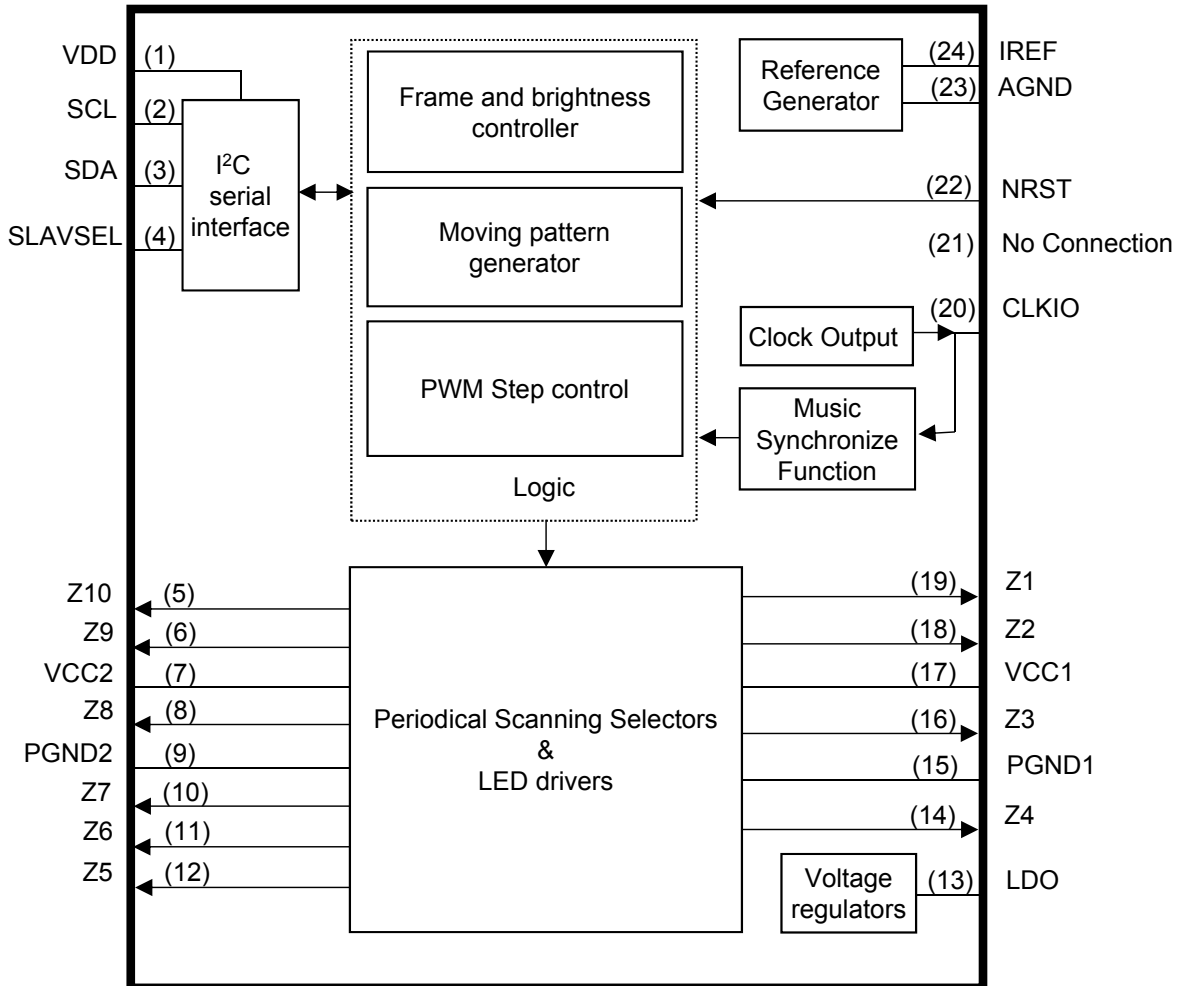 VDD (1)
SCL (2)
SDA (3)
SLAVSEL (4)
I²C
serial
interface
Frame and brightness
controller
Moving pattern
generator
PWM Step control
Logic
Reference
Generator
(24) IREF
(23) AGND
(22) NRST
(21) No Connection
(20) CLKIO
Clock Output
Music
Synchronize
Function
Z10 (5)
Z9 (6)
VCC2 (7)
Z8 (8)
PGND2 (9)
Z7 (10)
Z6 (11)
Z5 (12)
Periodical Scanning Selectors
&
LED drivers
(19) Z1
(18) Z2
(17) VCC1
(16) Z3
(15) PGND1
(14) Z4
Voltage
regulators
(13) LDO